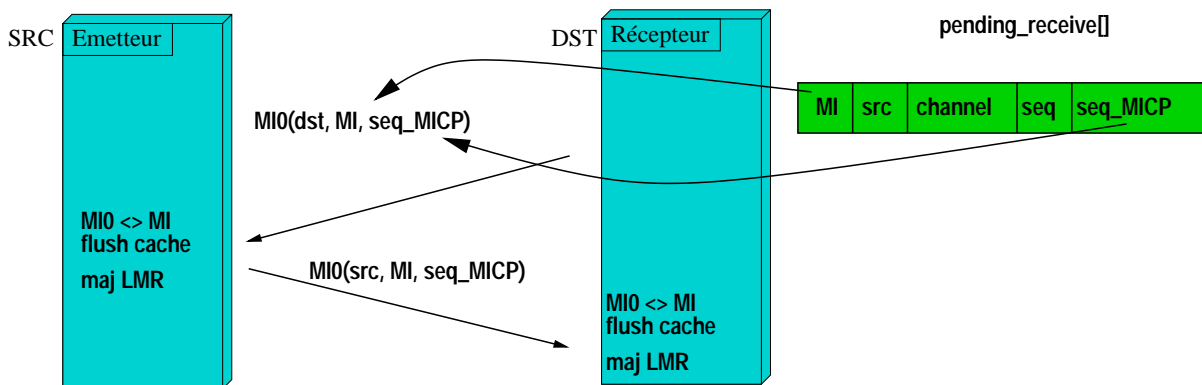 SRC
Emetteur
DST
Récepteur
pending_receive[]
MI src channel seq seq_MICP
MI0(dst, MI, seq_MICP)
MI0 <> MI
flush cache
maj LMR
MI0(src, MI, seq_MICP)
MI0 <> MI
flush cache
maj LMR